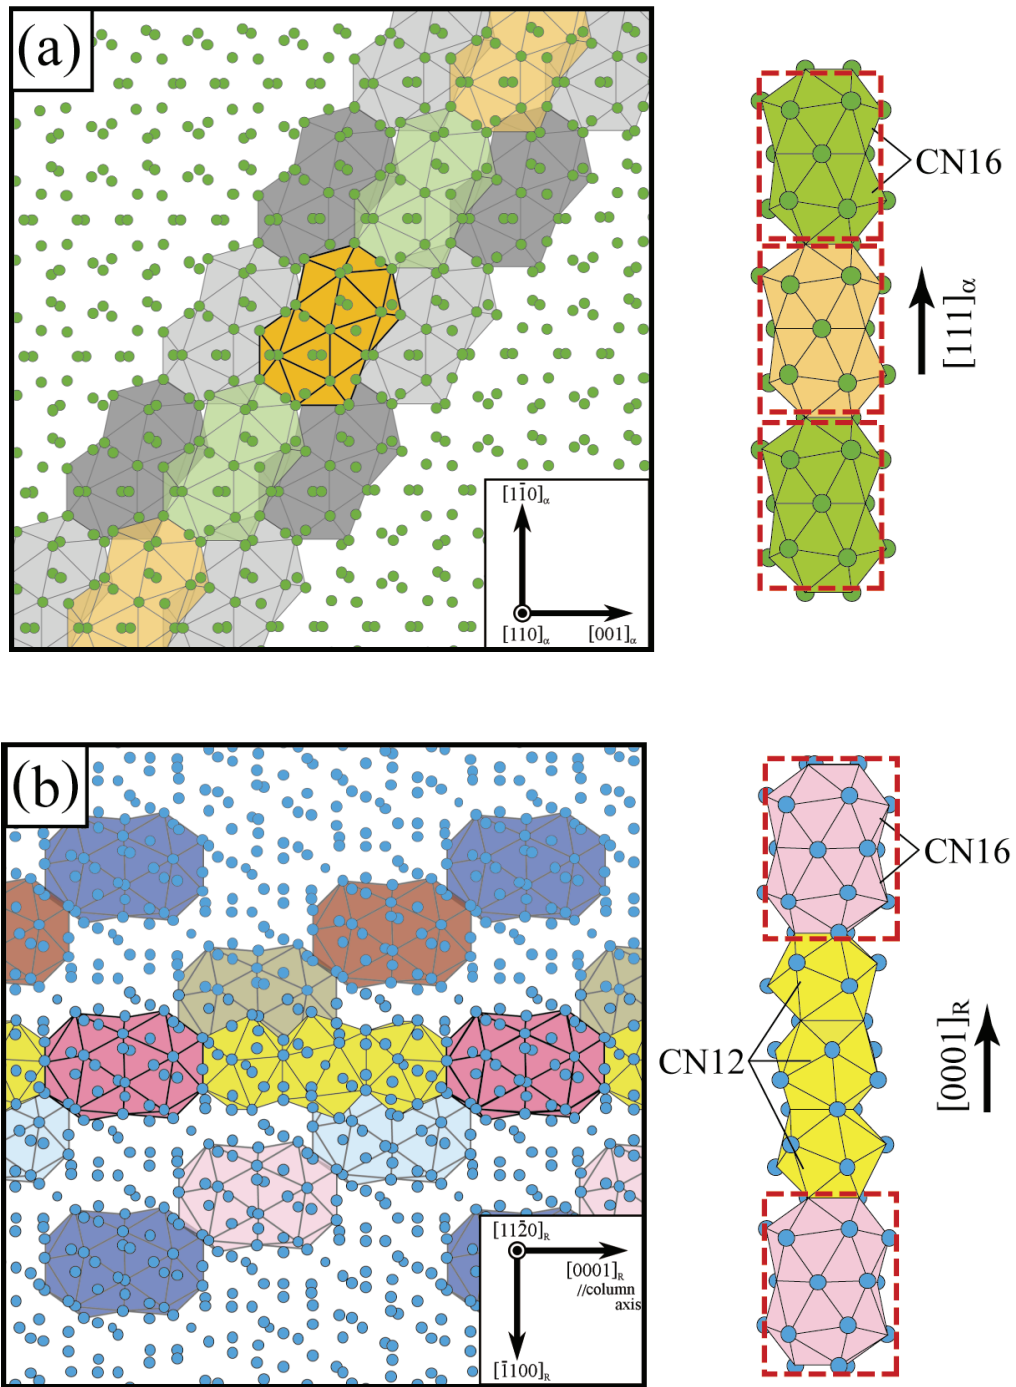 (a)
CN16
[111]α
[11̄0]α
[110]α
[001]α
(b)
CN16
CN12
[0001]R
[112̄0]R
[0001]R
//column
axis
[1̄100]R